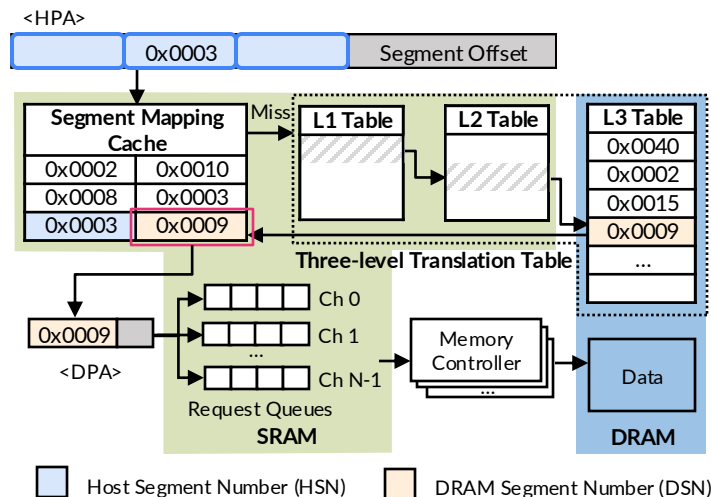 <HPA>
0x0003
Segment Offset
Segment Mapping
Cache
Miss
L1 Table
L2 Table
L3 Table
0x0002
0x0010
0x0008
0x0003
0x0003
0x0009
0x0040
0x0002
0x0015
0x0009
...
Three-level Translation Table
0x0009
<DPA>
Ch 0
Ch 1
...
Ch N-1
Request Queues
SRAM
Memory
Controller
...
Data
DRAM
Host Segment Number (HSN)
DRAM Segment Number (DSN)